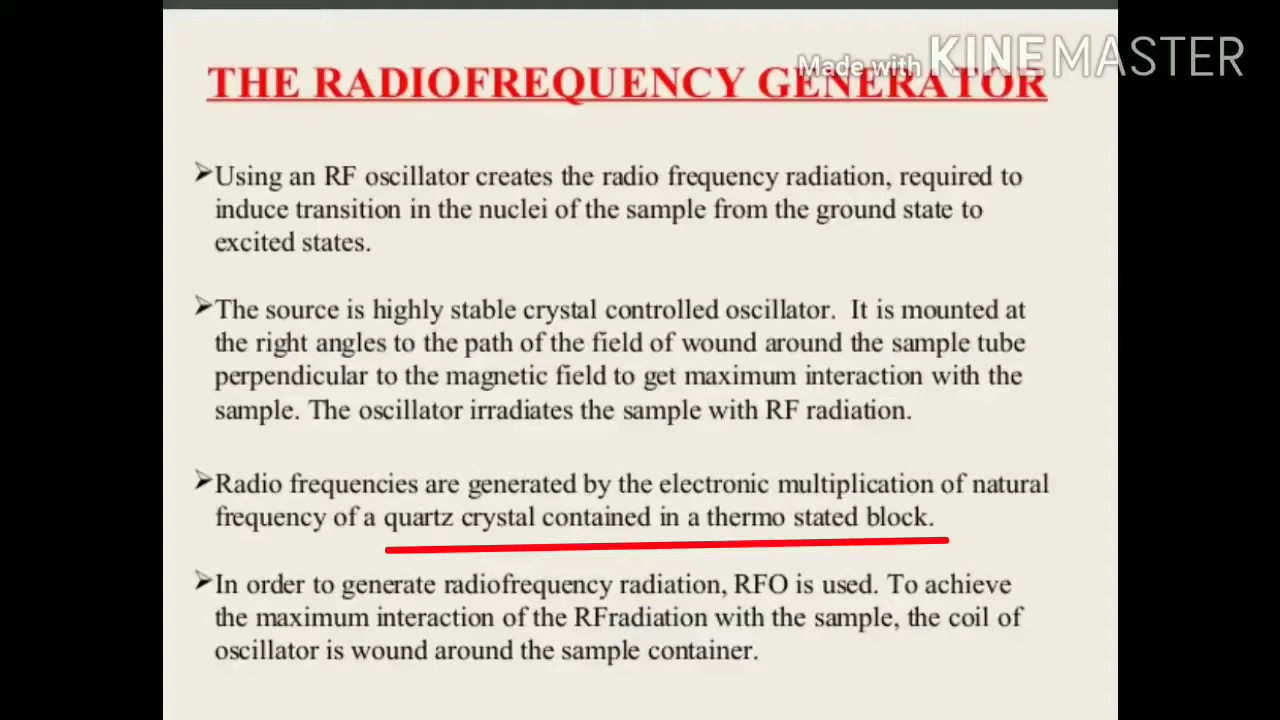 Made with KINEMASTER
THE RADIOFREQUENCY GENERATOR
➢Using an RF oscillator creates the radio frequency radiation, required to
induce transition in the nuclei of the sample from the ground state to
excited states.
➢The source is highly stable crystal controlled oscillator. It is mounted at
the right angles to the path of the field of wound around the sample tube
perpendicular to the magnetic field to get maximum interaction with the
sample. The oscillator irradiates the sample with RF radiation.
➢Radio frequencies are generated by the electronic multiplication of natural
frequency of a quartz crystal contained in a thermo stated block.
➢In order to generate radiofrequency radiation, RFO is used. To achieve
the maximum interaction of the RFradiation with the sample, the coil of
oscillator is wound around the sample container.